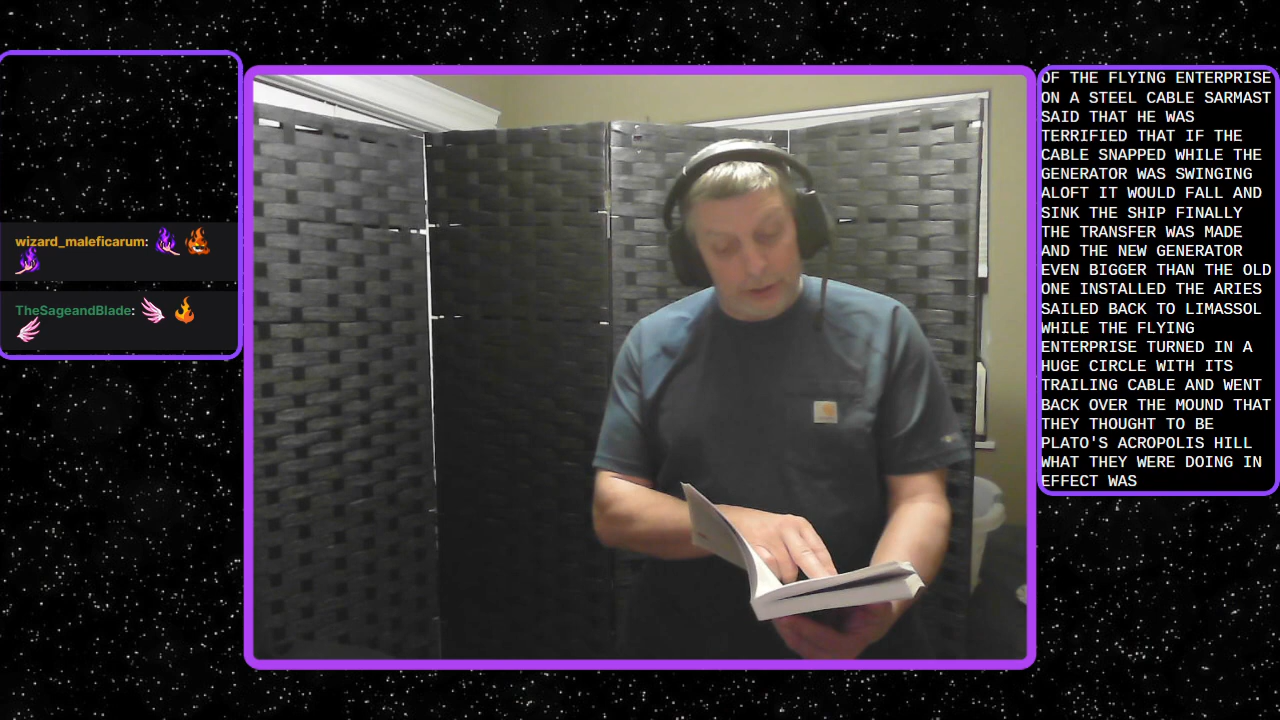 wizard_maleficarum:
TheSageandBlade:
OF THE FLYING ENTERPRISE
ON A STEEL CABLE SARMAST
SAID THAT HE WAS
TERRIFIED THAT IF THE
CABLE SNAPPED WHILE THE
GENERATOR WAS SWINGING
ALOFT IT WOULD FALL AND
SINK THE SHIP FINALLY
THE TRANSFER WAS MADE
AND THE NEW GENERATOR
EVEN BIGGER THAN THE OLD
ONE INSTALLED THE ARIES
SAILED BACK TO LIMASSOL
WHILE THE FLYING
ENTERPRISE TURNED IN A
HUGE CIRCLE WITH ITS
TRAILING CABLE AND WENT
BACK OVER THE MOUND THAT
THEY THOUGHT TO BE
PLATO'S ACROPOLIS HILL
WHAT THEY WERE DOING IN
EFFECT WAS